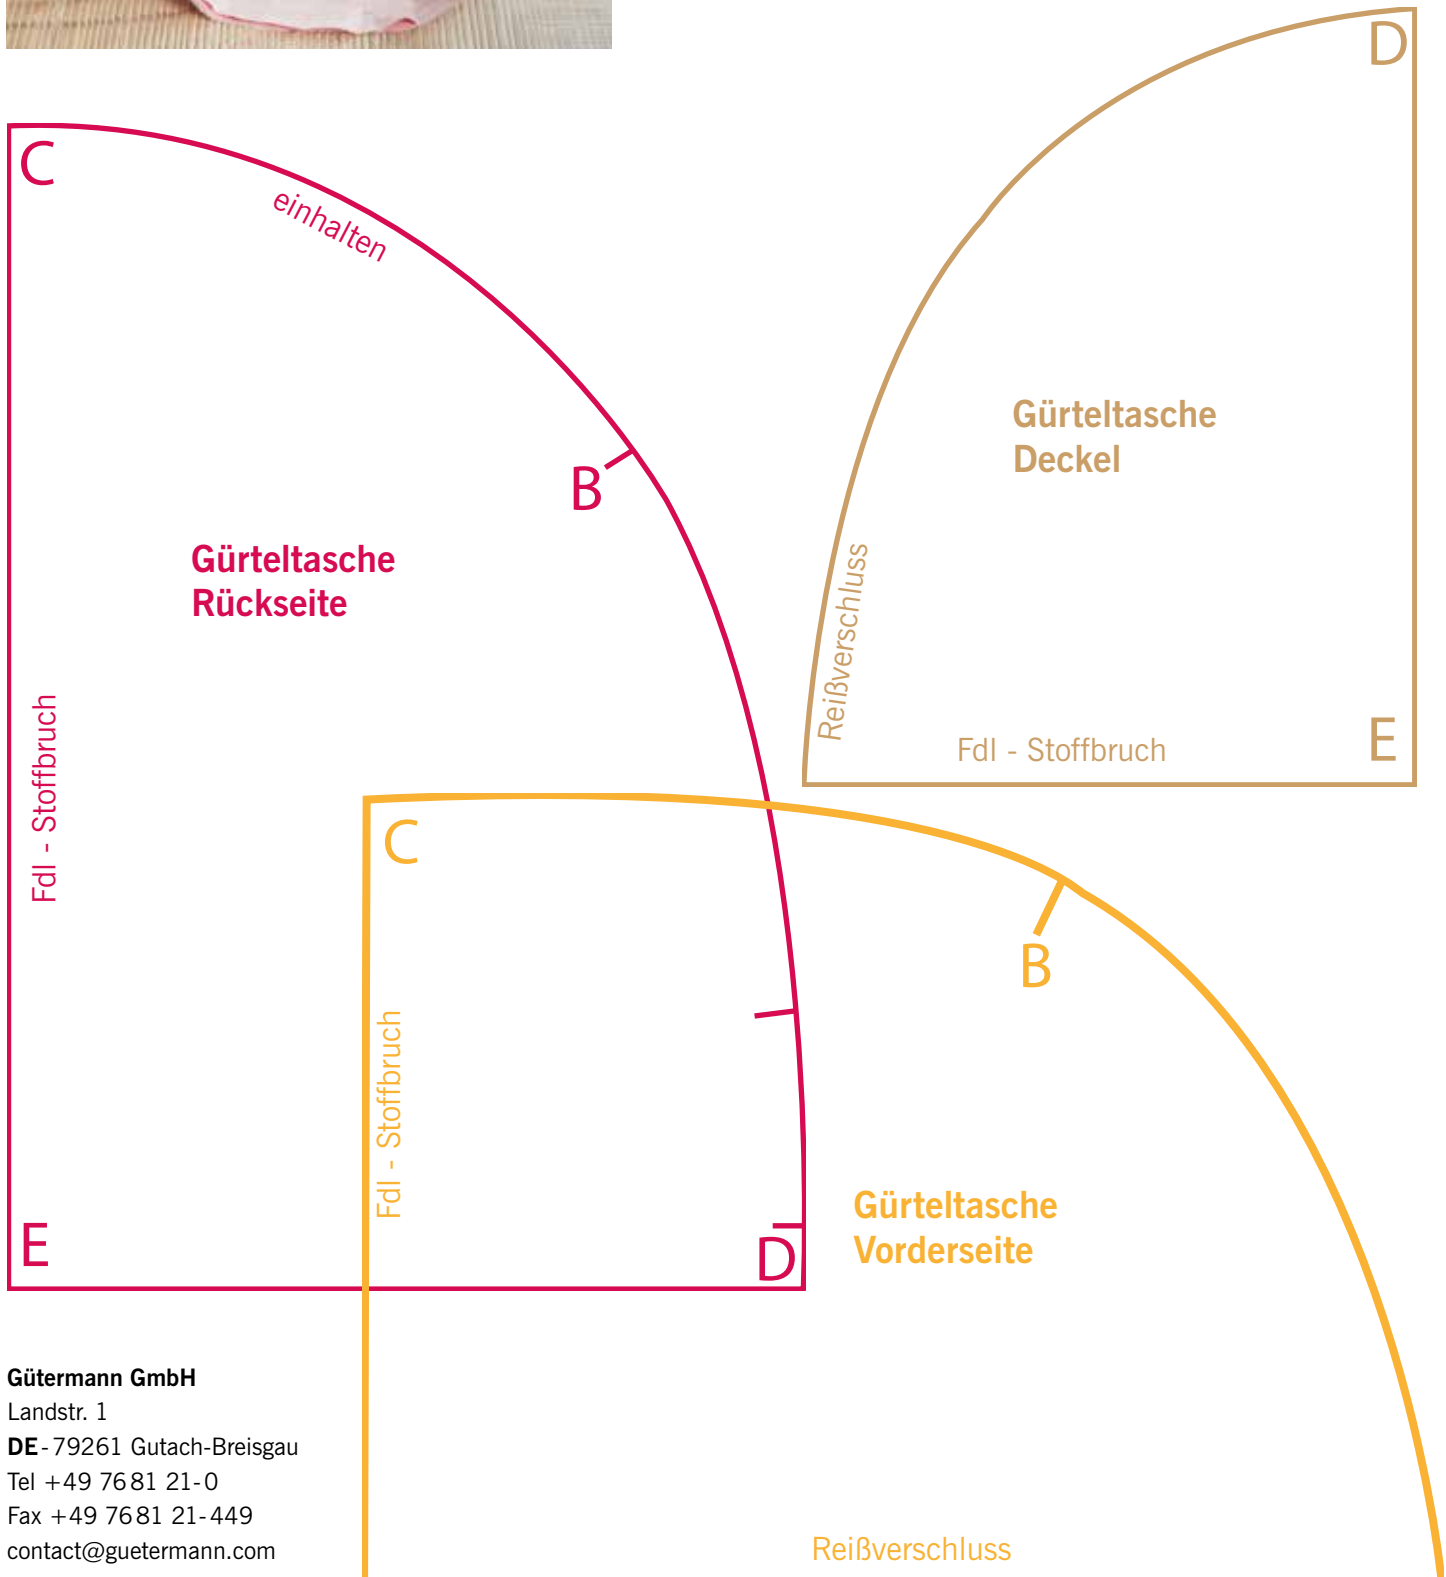 C
einhalten
B
Gürteltasche
Rückseite
Fdl - Stoffbruch
E
D
D
Gürteltasche
Deckel
Reißverschluss
Fdl - Stoffbruch
E
C
B
Fdl - Stoffbruch
Gürteltasche
Vorderseite
Reißverschluss
Gütermann GmbH
Landstr. 1
DE-79261 Gutach-Breisgau
Tel +49 7681 21-0
Fax +49 7681 21-449
contact@guetermann.com